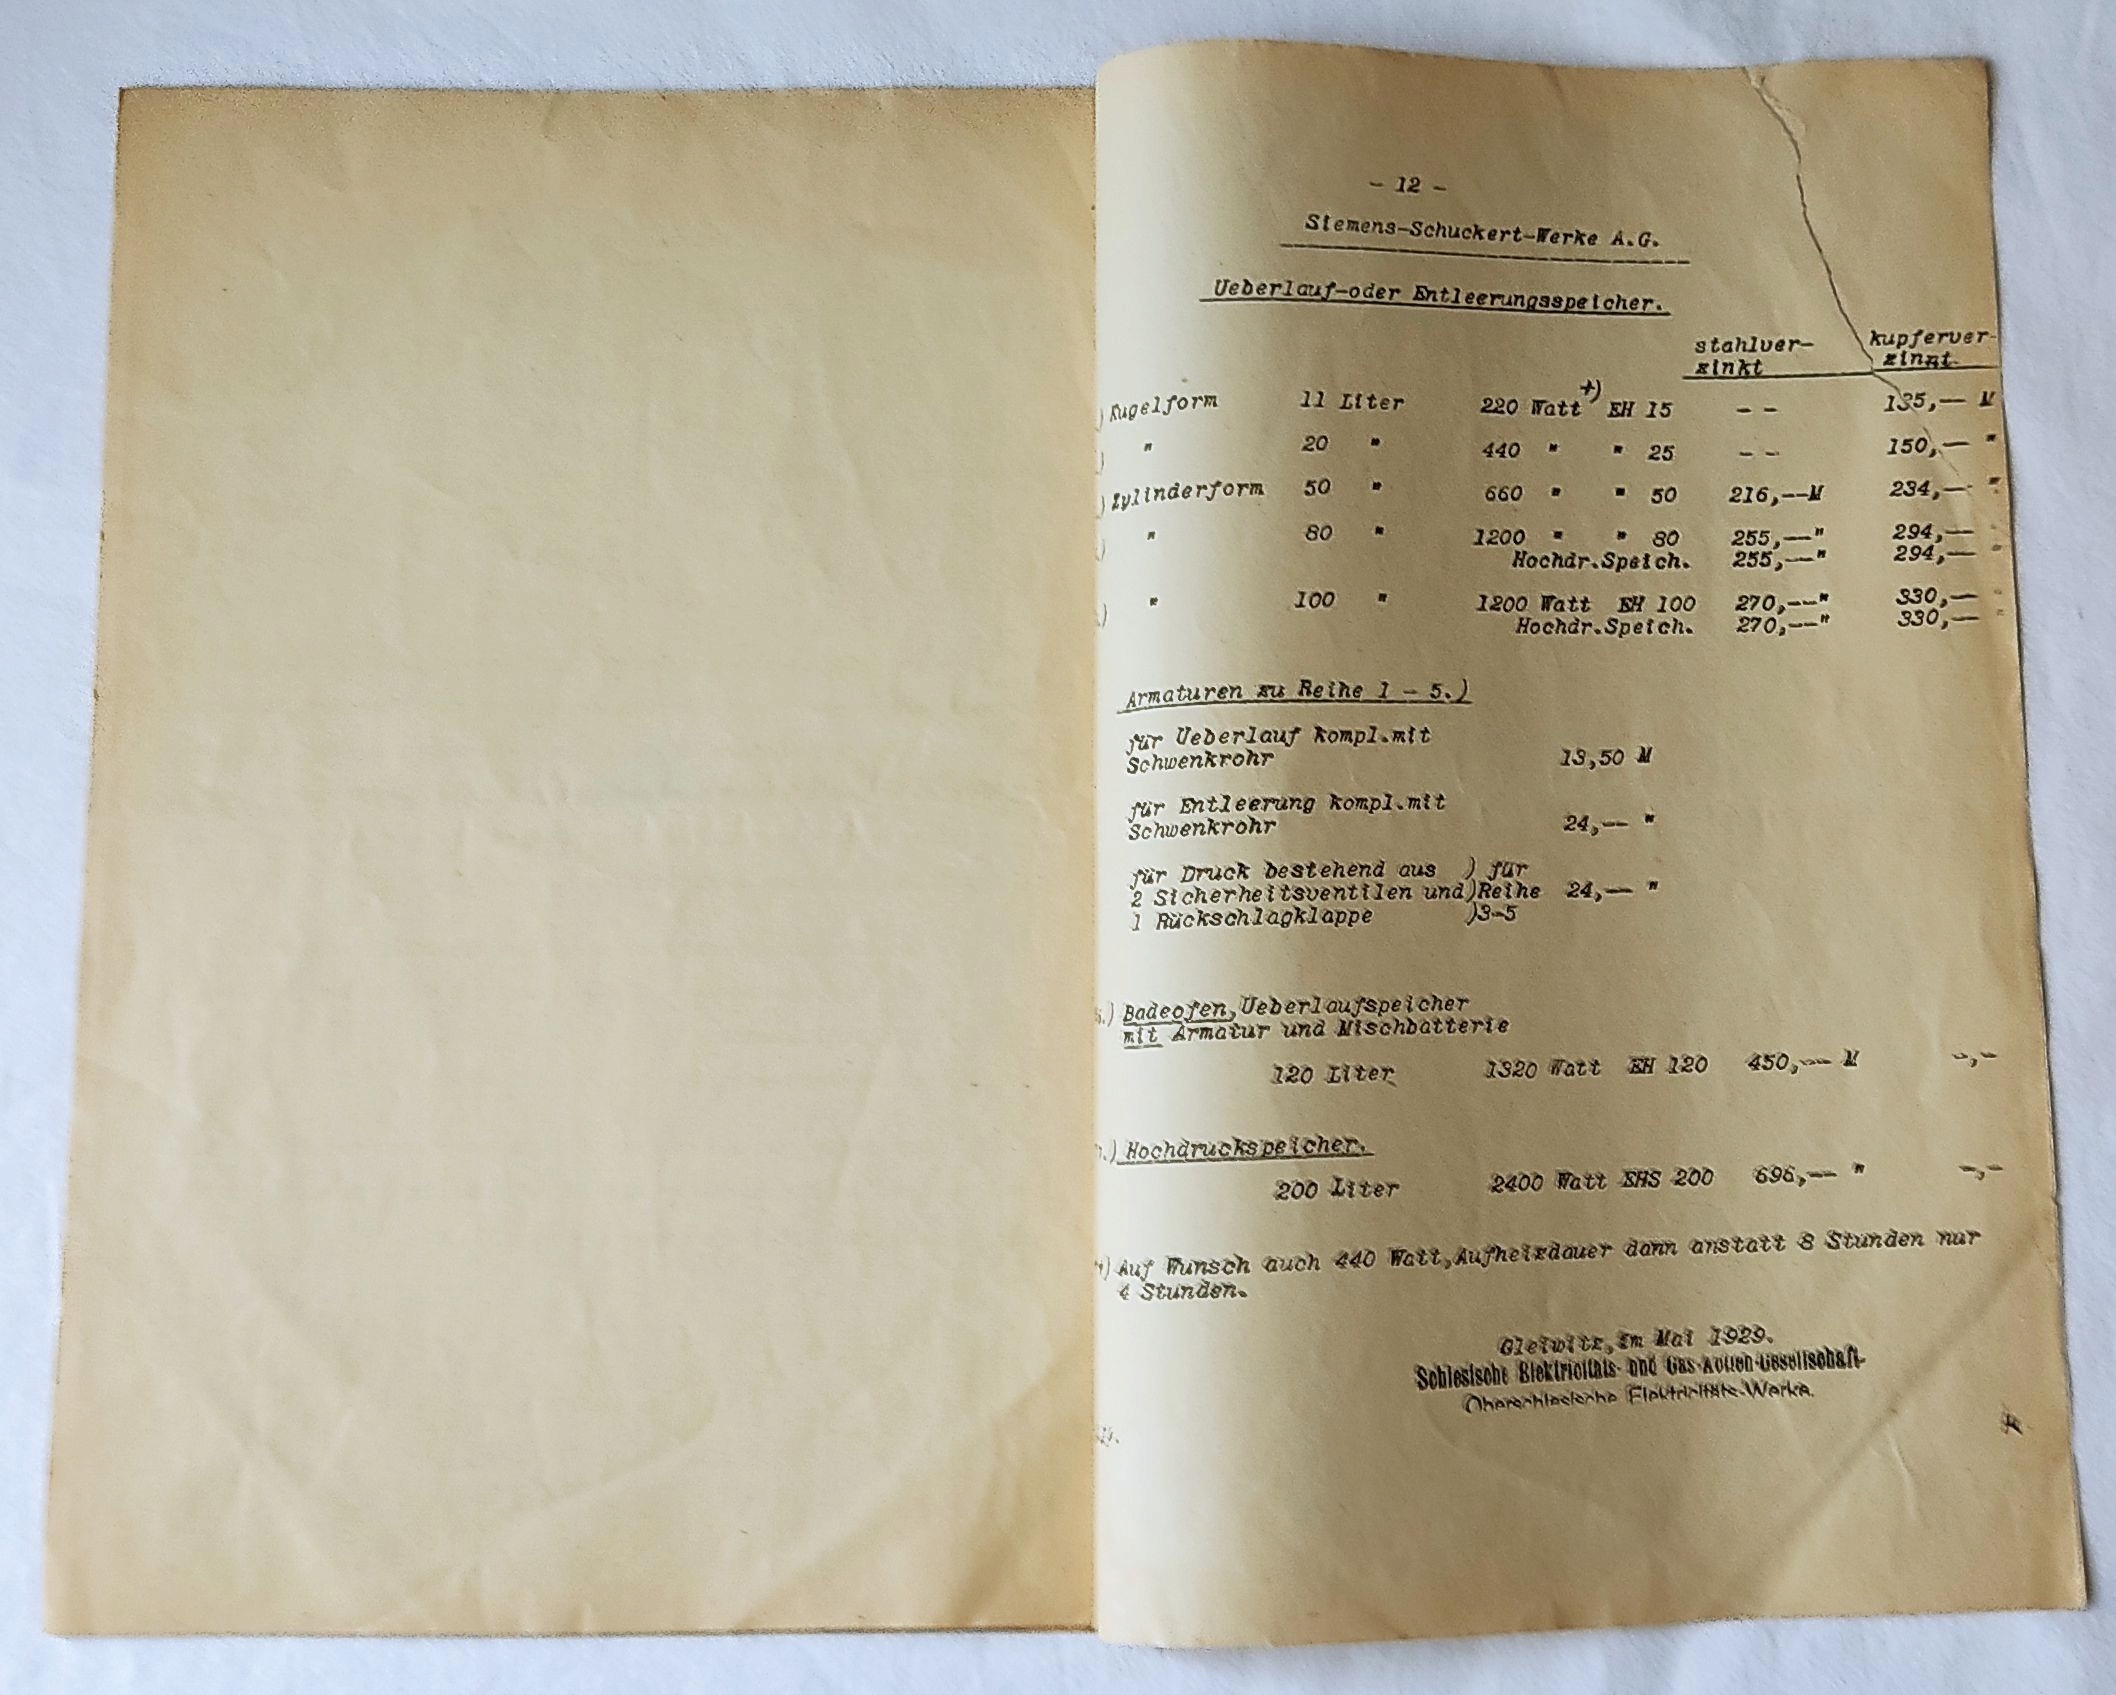 - 12 -
Siemens-Schuckert-Werke A.G.
Ueberlauf-oder Entleerungsspeicher.
stahlver- kupferver-
zinkt zinnt
) Kugelform 11 Liter 220 Watt +) EH 15 - - 135,-- M
) " 20 " 440 " " 25 - - 150,-- "
) Zylinderform 50 " 660 " " 50 216,--M 234,-- "
) " 80 " 1200 " " 80 255,--" 294,-- "
Hochdr.Speich. 255,--" 294,-- "
) " 100 " 1200 Watt EH 100 270,--" 330,-- "
Hochdr.Speich. 270,--" 330,-- "
Armaturen zu Reihe 1 - 5.)
für Ueberlauf kompl.mit
Schwenkrohr 13,50 M
für Entleerung kompl.mit
Schwenkrohr 24,-- "
für Druck bestehend aus ) für
2 Sicherheitsventilen und)Reihe 24,-- "
1 Rückschlagklappe )3-5
.) Badeofen,Ueberlaufspeicher
mit Armatur und Mischbatterie
120 Liter 1320 Watt EH 120 450,-- M -,-
.) Hochdruckspeicher.
200 Liter 2400 Watt EHS 200 696,-- " -,-
+) Auf Wunsch auch 440 Watt,Aufheizdauer dann anstatt 8 Stunden nur
4 Stunden.
Gleiwitz,im Mai 1929.
Schlesische Elektricitäts- und Gas-Actien-Gesellschaft-
Oberschlesische Elektricitäts-Werke.